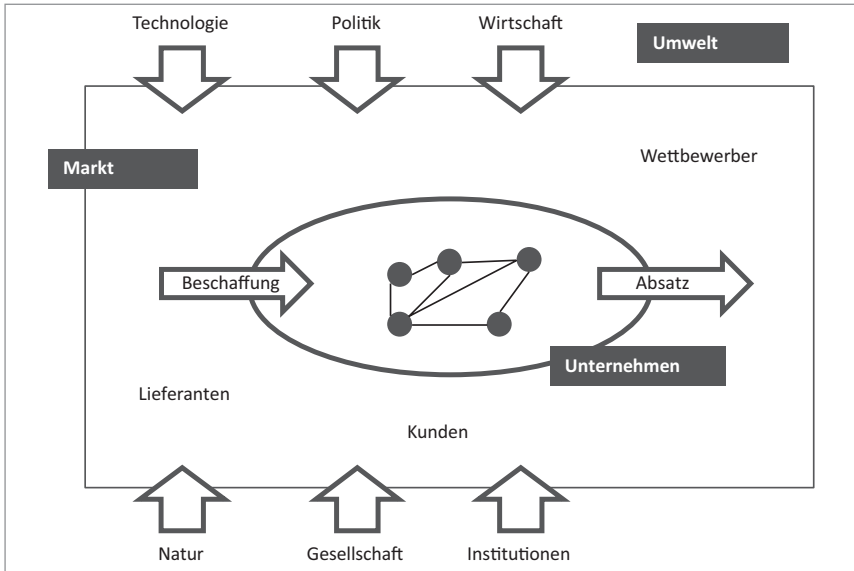 Technologie
Politik
Wirtschaft
Umwelt
Markt
Wettbewerber
Beschaffung
Absatz
Unternehmen
Lieferanten
Kunden
Natur
Gesellschaft
Institutionen